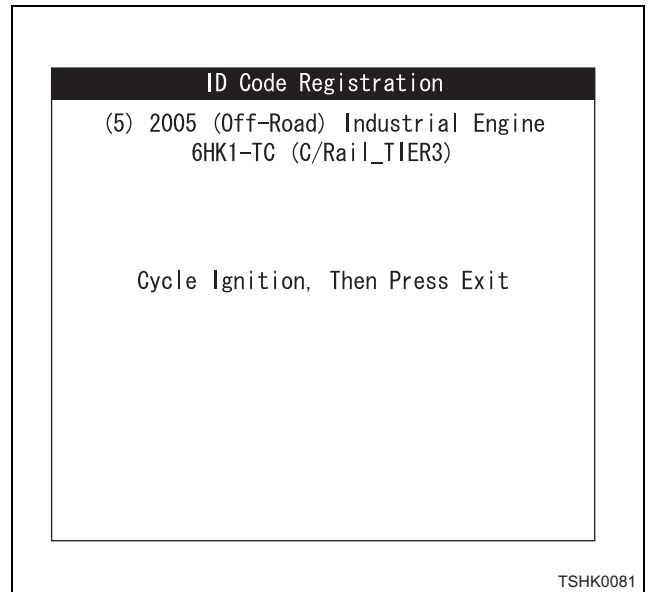 ID Code Registration
(5) 2005 (Off-Road) Industrial Engine
6HK1-TC (C/Rail_TIER3)
Cycle Ignition, Then Press Exit
TSHK0081